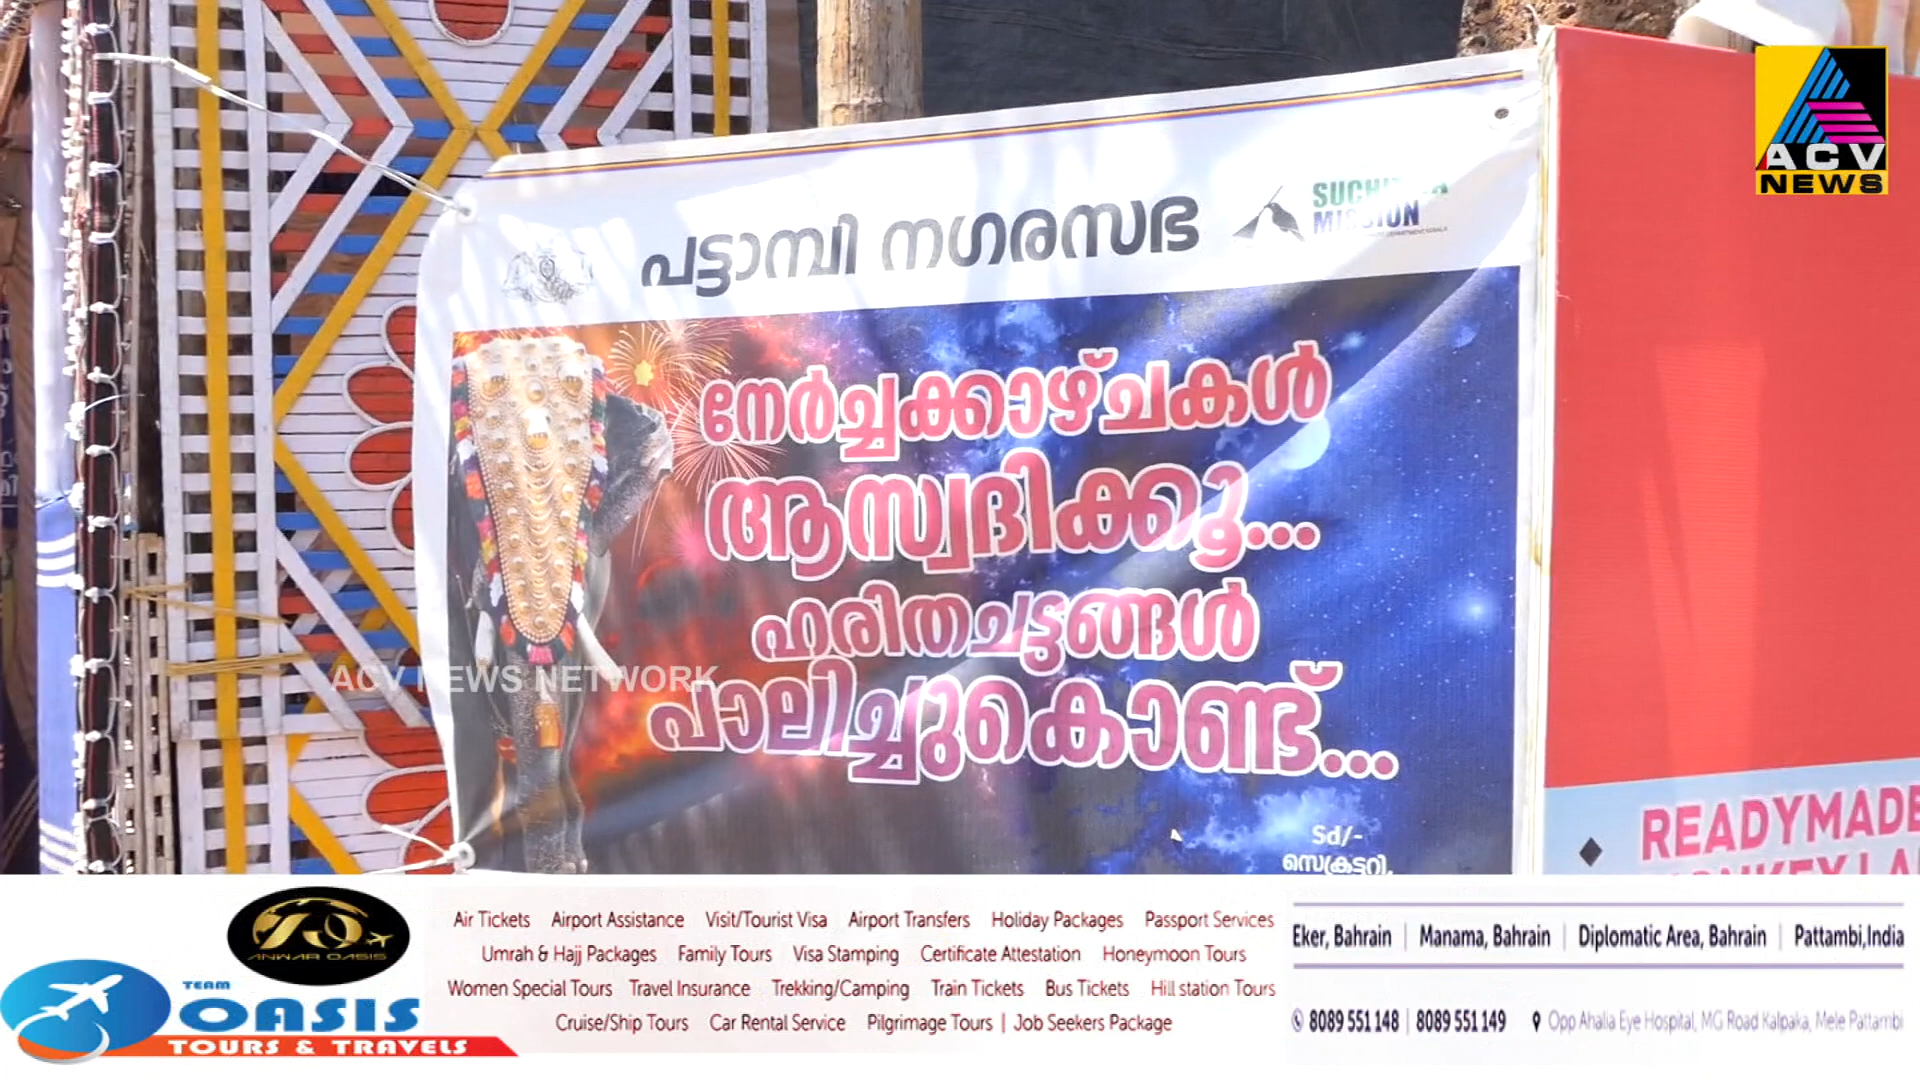 ACV
NEWS
പട്ടാമ്പി നഗരസഭ
MISSION
നേർച്ചക്കാഴ്ചകൾ
ആസ്വദിക്കൂ...
ഹരിതചട്ടങ്ങൾ
പാലിച്ചുകൊണ്ട്...
Sd/-
സെക്രട്ടറി,
ACV NEWS NETWORK
READYMADE
ANWAR OASIS
TEAM
OASIS
TOURS & TRAVELS
Air Tickets Airport Assistance Visit/Tourist Visa Airport Transfers Holiday Packages Passport Services
Umrah & Hajj Packages Family Tours Visa Stamping Certificate Attestation Honeymoon Tours
Women Special Tours Travel Insurance Trekking/Camping Train Tickets Bus Tickets Hill station Tours
Cruise/Ship Tours Car Rental Service Pilgrimage Tours | Job Seekers Package
Eker, Bahrain | Manama, Bahrain | Diplomatic Area, Bahrain | Pattambi,India
8089 551 148 | 8089 551 149 Opp Ahalia Eye Hospital, MG Road Kalpaka, Mele Pattambi